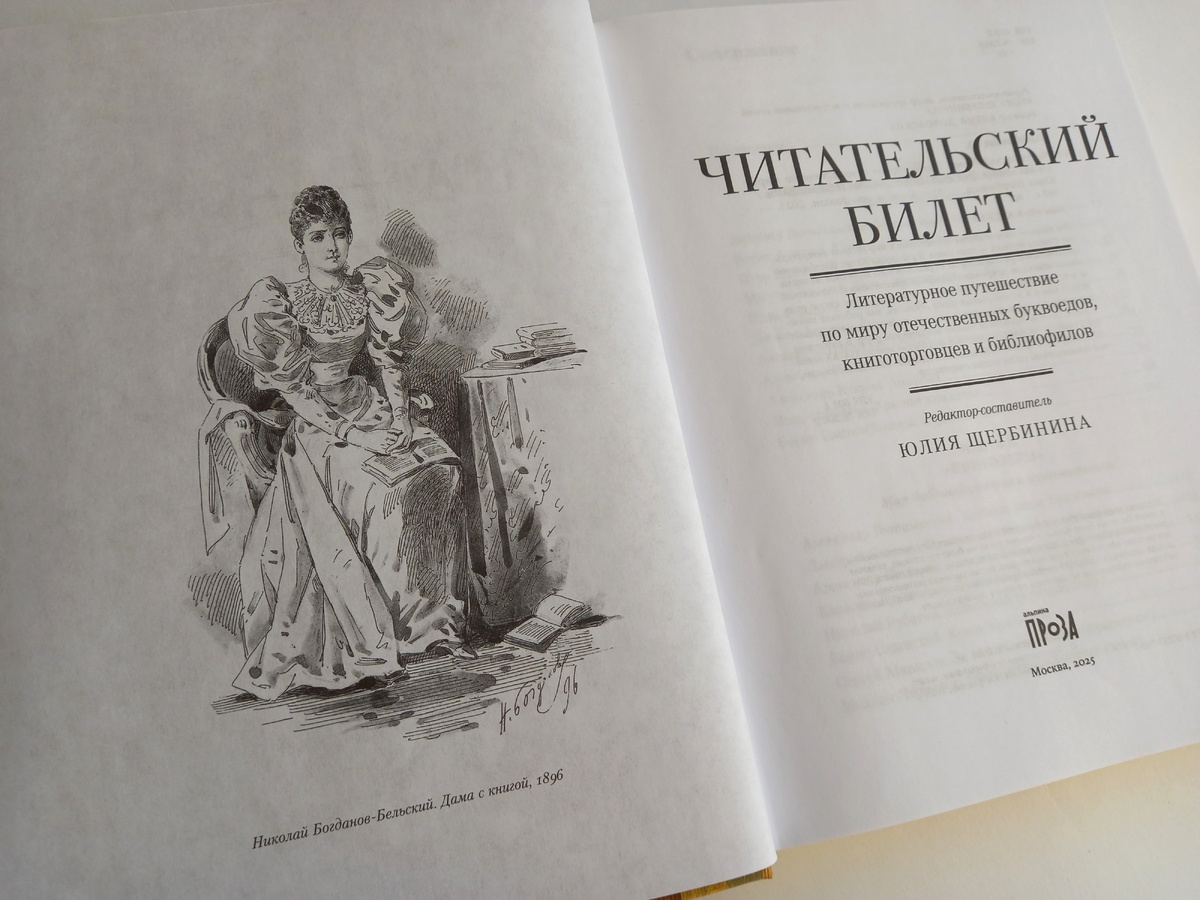 Н. Богд
96
Николай Богданов-Бельский. Дама с книгой, 1896
ЧИТАТЕЛЬСКИЙ
БИЛЕТ
Литературное путешествие
по миру отечественных буквоедов,
книготорговцев и библиофилов
Редактор-составитель
ЮЛИЯ ЩЕРБИНИНА
альпина
ПРОЗА
Москва, 2025